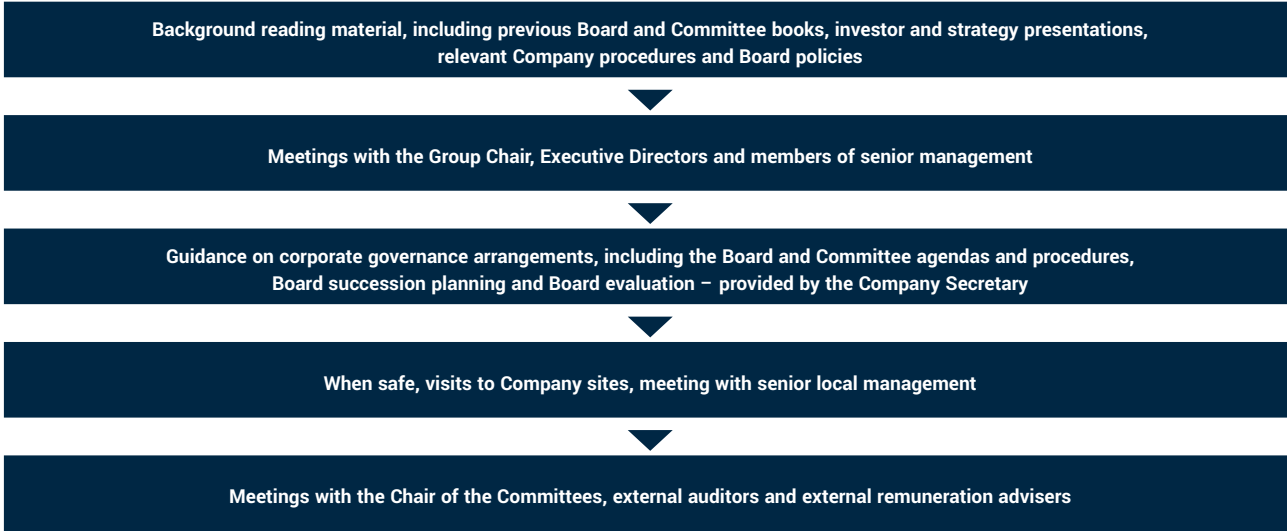 Background reading material, including previous Board and Committee books, investor and strategy presentations,
relevant Company procedures and Board policies
Meetings with the Group Chair, Executive Directors and members of senior management
Guidance on corporate governance arrangements, including the Board and Committee agendas and procedures,
Board succession planning and Board evaluation – provided by the Company Secretary
When safe, visits to Company sites, meeting with senior local management
Meetings with the Chair of the Committees, external auditors and external remuneration advisers